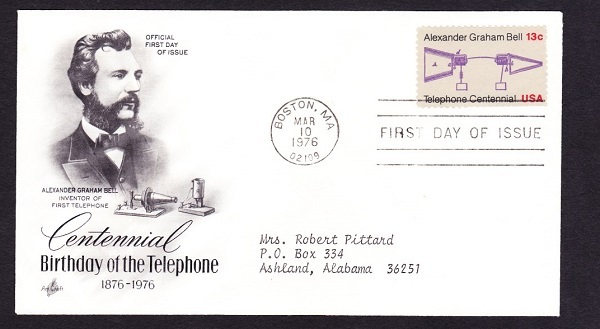 OFFICIAL
FIRST DAY
OF ISSUE
Alexander Graham Bell 13c
Telephone Centennial USA
BOSTON, MA
MAR
10
1976
02109
FIRST DAY OF ISSUE
ALEXANDER GRAHAM BELL
INVENTOR OF
FIRST TELEPHONE
Centennial
Birthday of the Telephone
1876-1976
ArtCraft
Mrs. Robert Pittard
P.O. Box 334
Ashland, Alabama 36251